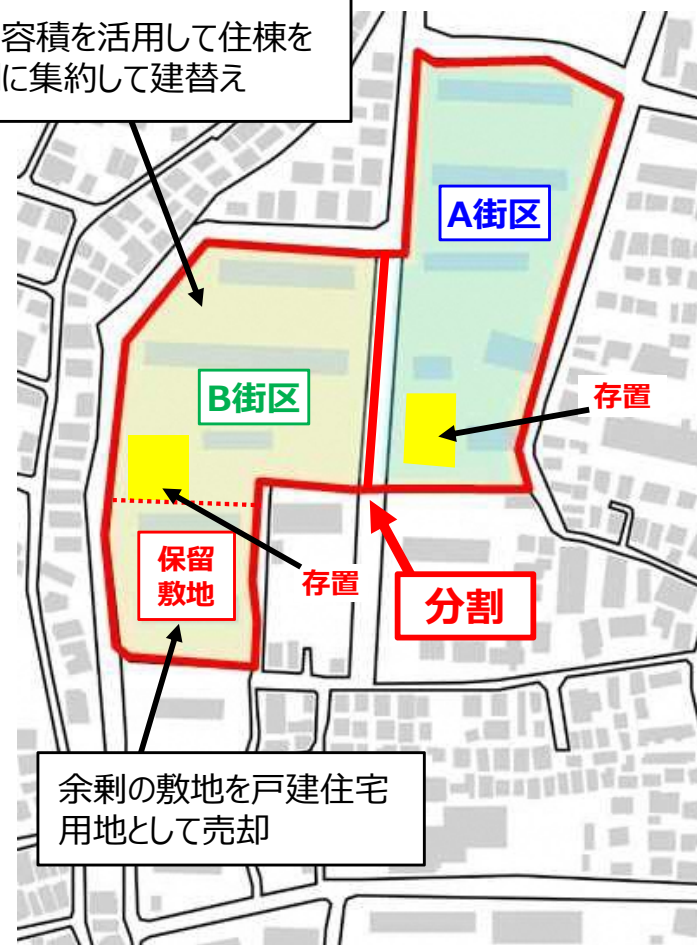 容積を活用して住棟を
に集約して建替え
A街区
B街区
存置
保留
敷地
存置
分割
余剰の敷地を戸建住宅
用地として売却